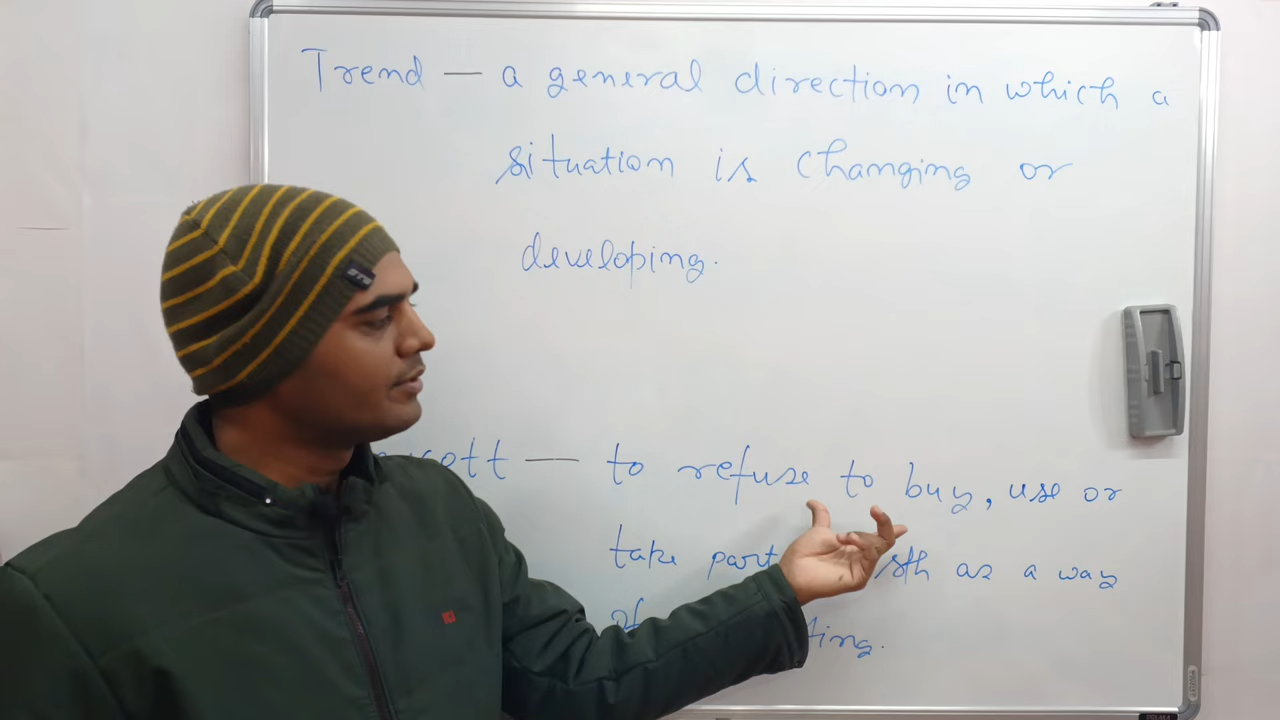 Trend — a general direction in which a
situation is changing or
developing.
cott — to refuse to buy, use or
take part sth as a way
of ting.